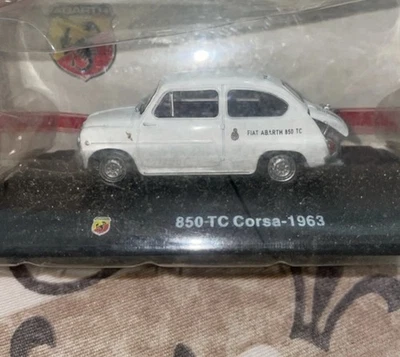 FIAT ABARTH 850 TC
850 TC Corsa-1963